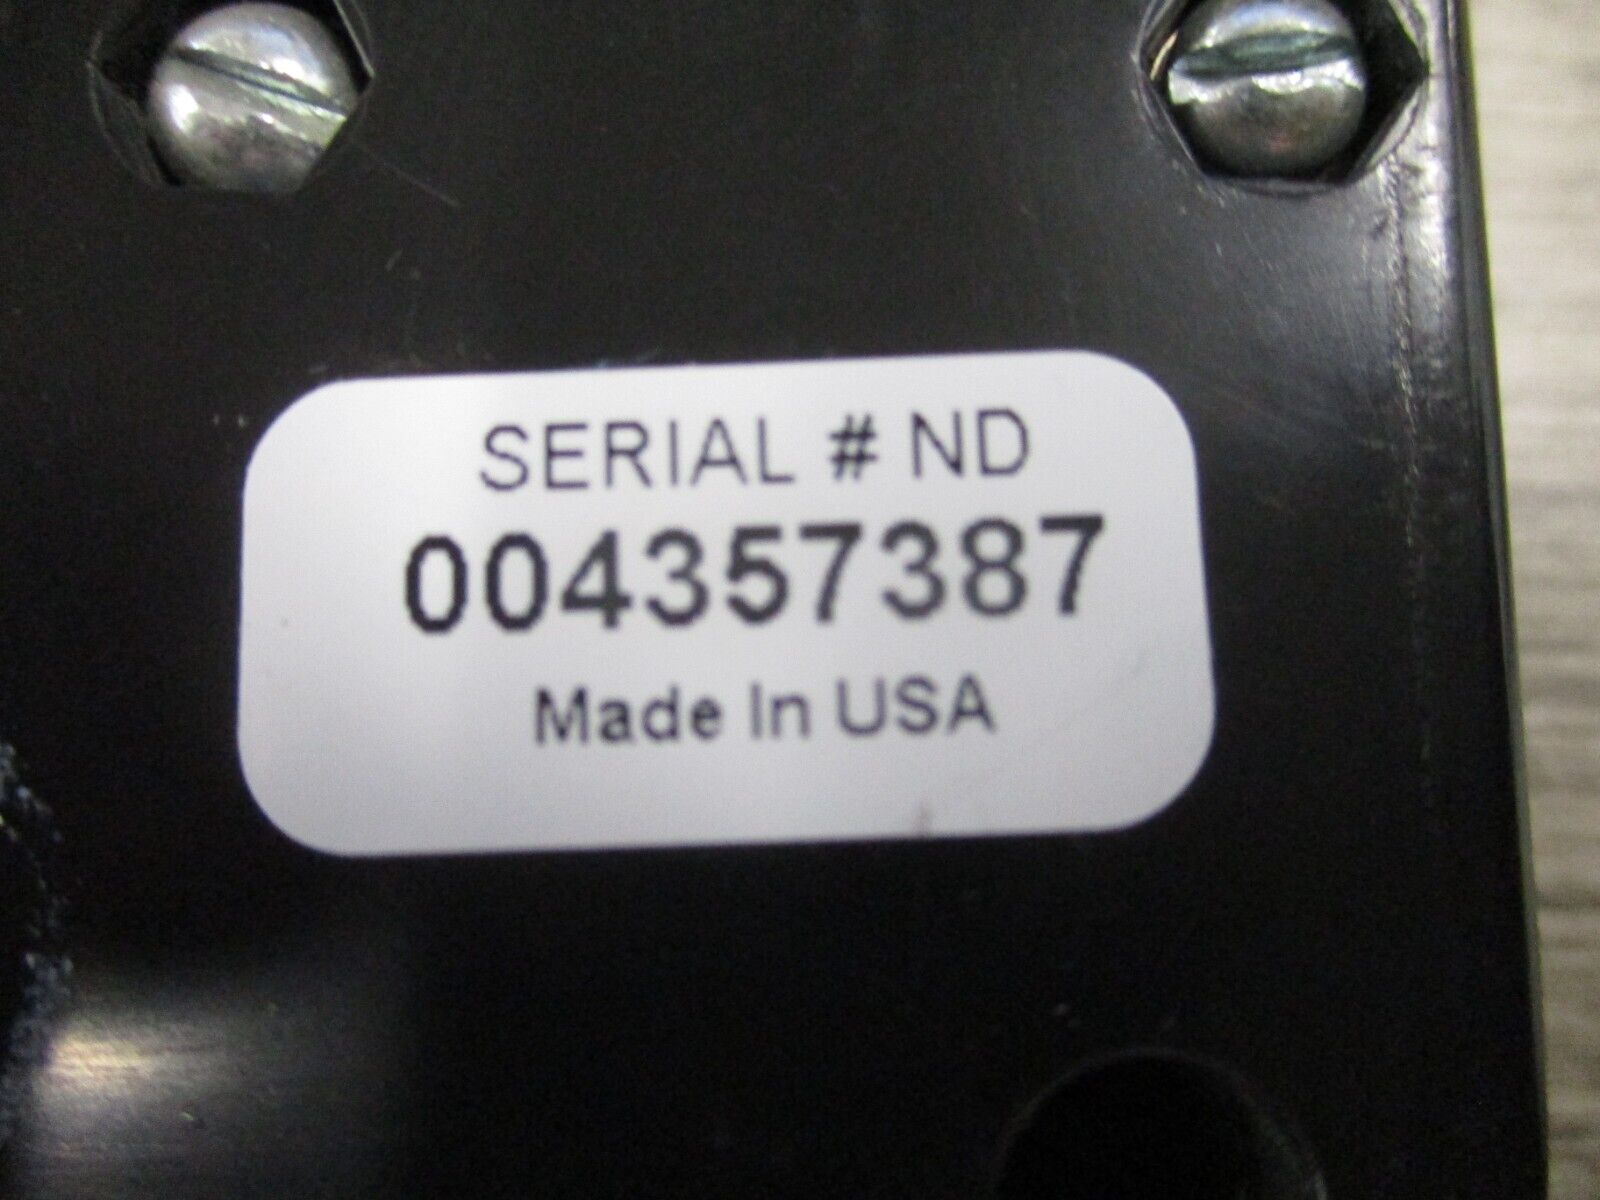 SERIAL # ND
004357387
Made In USA